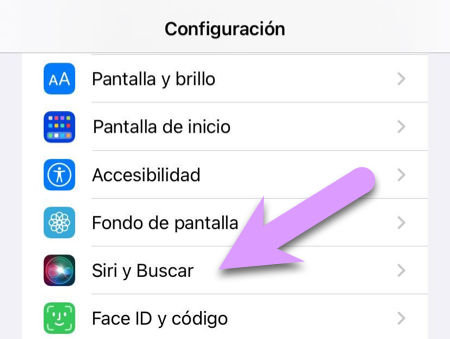 Configuración
AA Pantalla y brillo
Pantalla de inicio
Accesibilidad
Fondo de pantalla
Siri y Buscar
Face ID y código